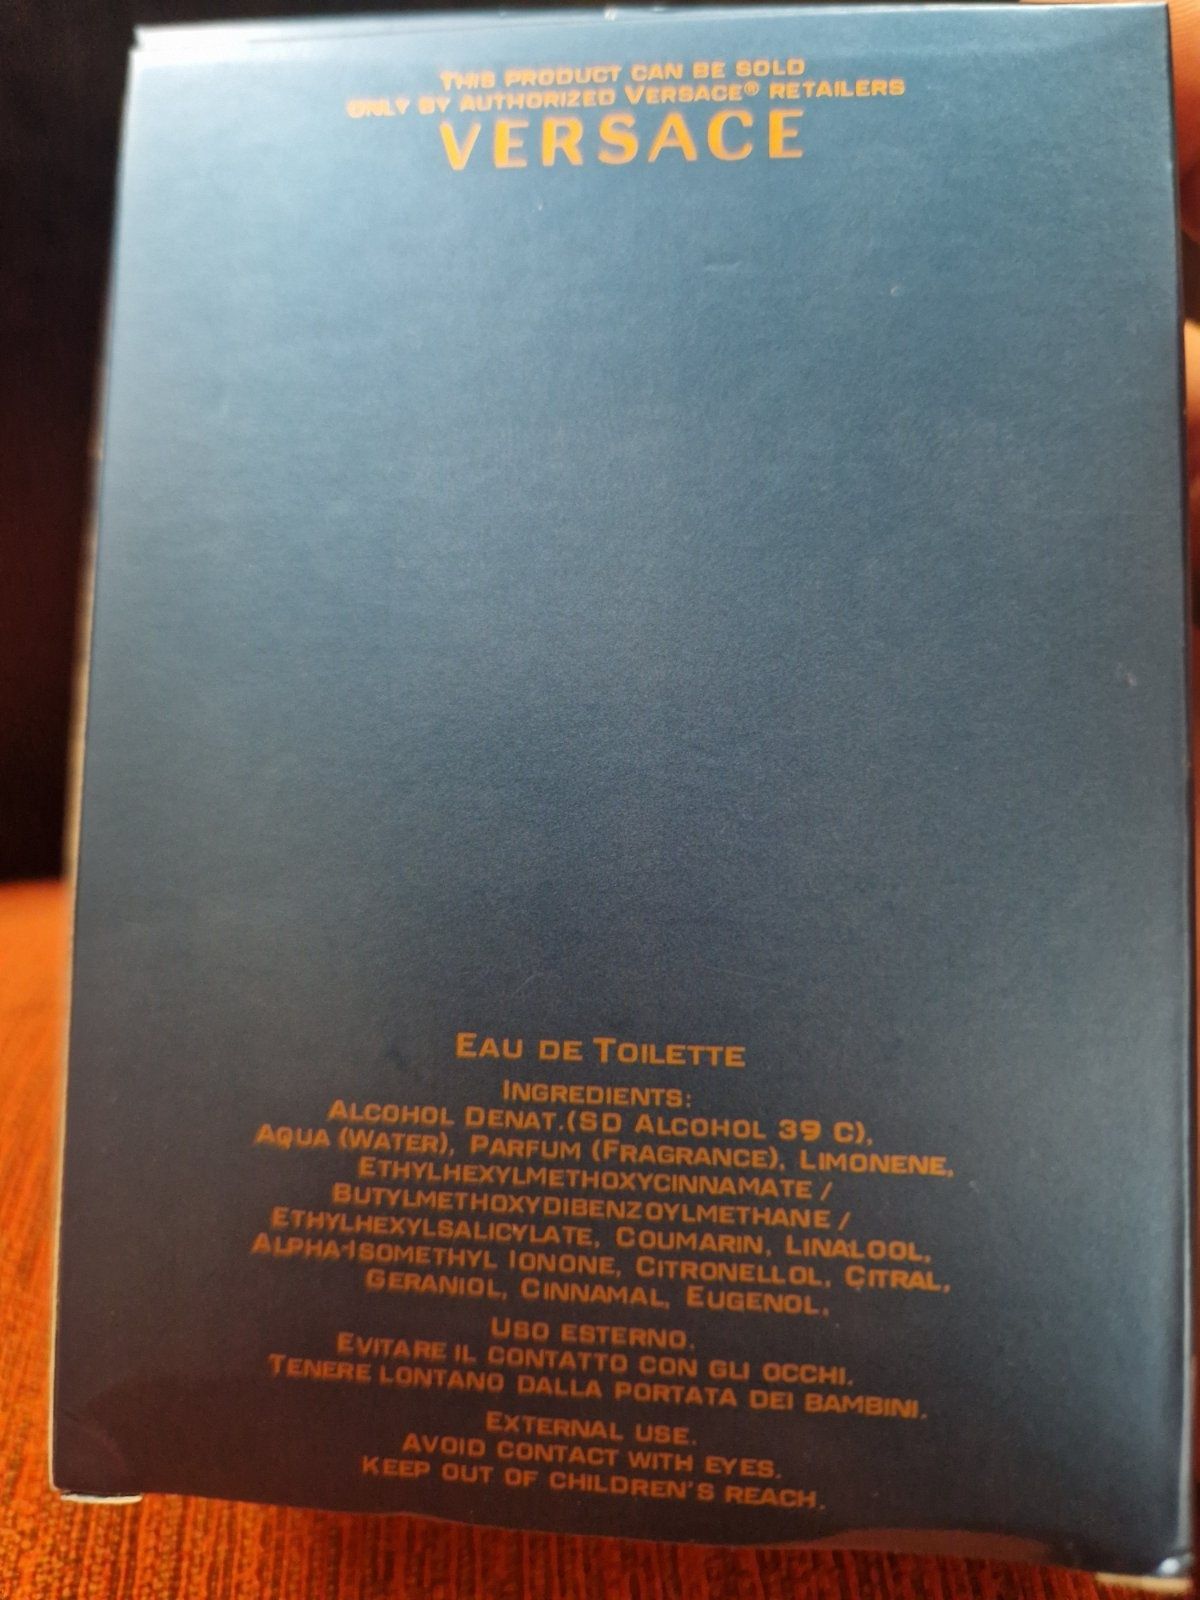 THIS PRODUCT CAN BE SOLD
ONLY BY AUTHORIZED VERSACE® RETAILERS
VERSACE
EAU DE TOILETTE
INGREDIENTS:
ALCOHOL DENAT.(SD ALCOHOL 39 C),
AQUA (WATER), PARFUM (FRAGRANCE), LIMONENE,
ETHYLHEXYLMETHOXYCINNAMATE /
BUTYLMETHOXYDIBENZOYLMETHANE /
ETHYLHEXYLSALICYLATE, COUMARIN, LINALOOL,
ALPHA-ISOMETHYL IONONE, CITRONELLOL, CITRAL,
GERANIOL, CINNAMAL, EUGENOL.
USO ESTERNO.
EVITARE IL CONTATTO CON GLI OCCHI.
TENERE LONTANO DALLA PORTATA DEI BAMBINI.
EXTERNAL USE.
AVOID CONTACT WITH EYES.
KEEP OUT OF CHILDREN'S REACH.